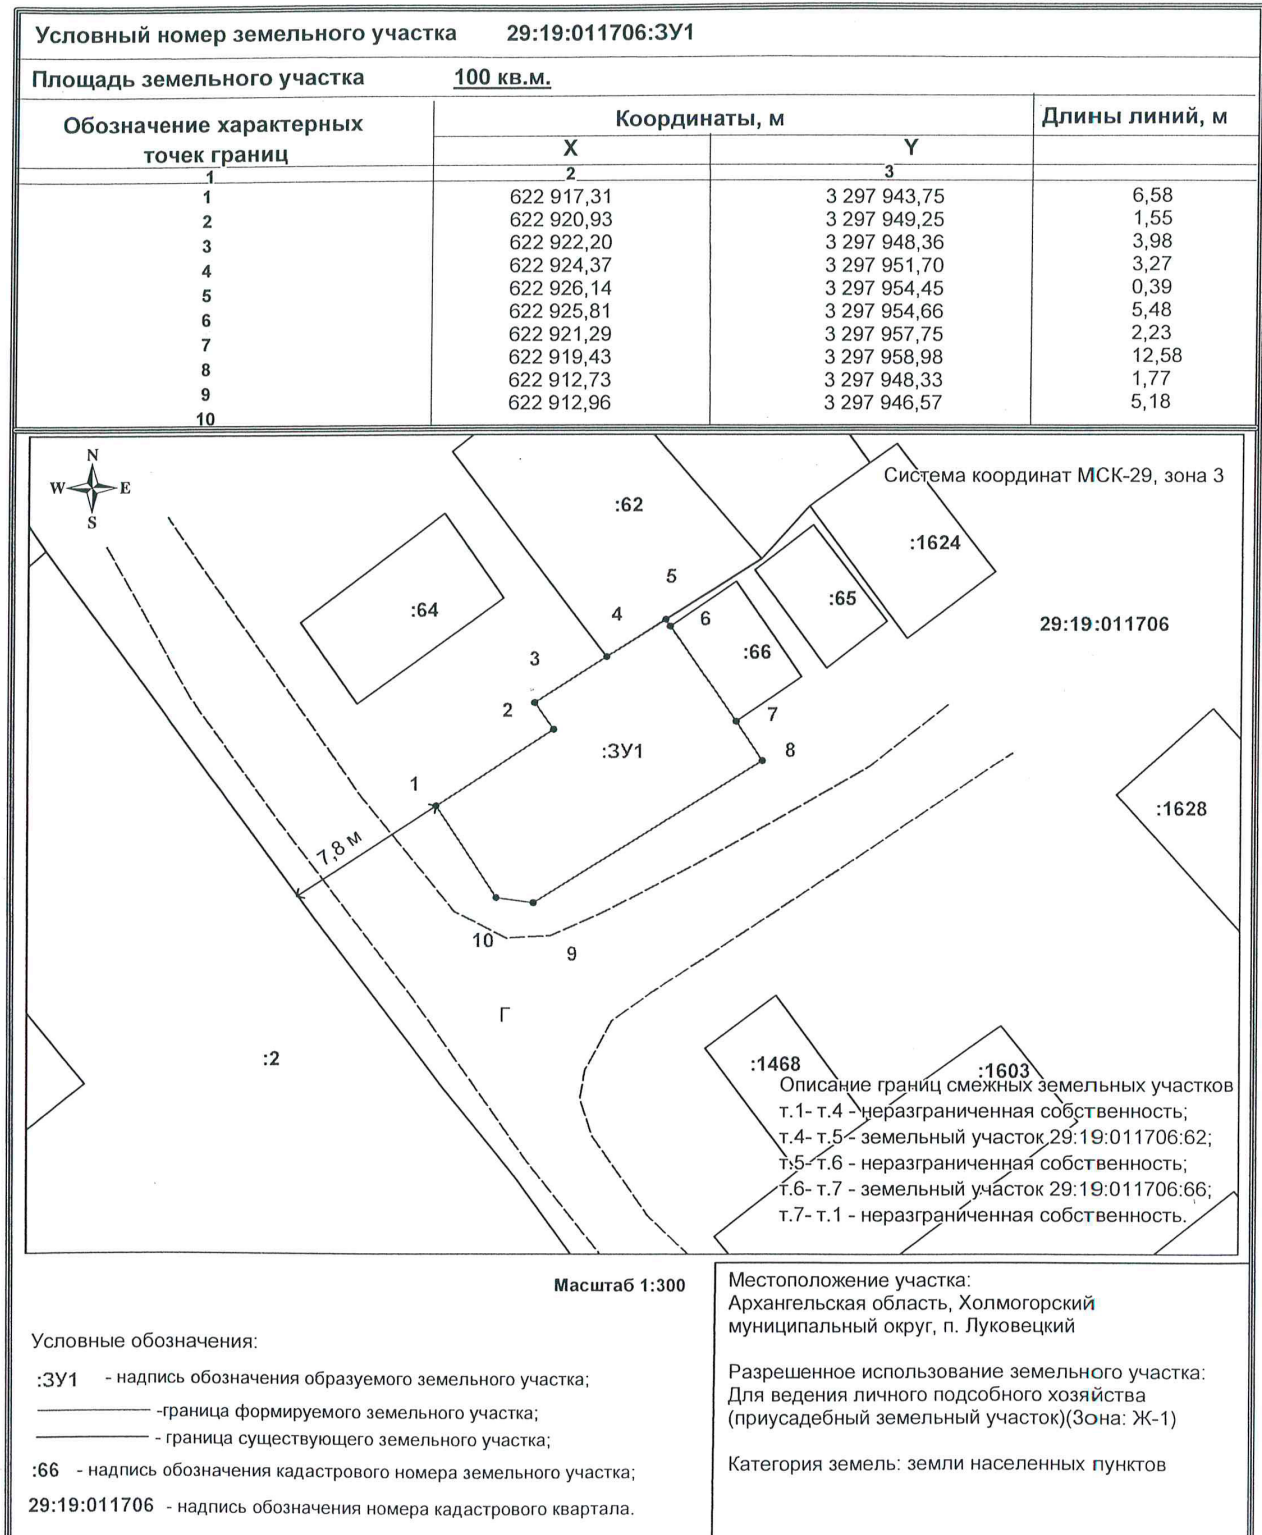 Условный номер земельного участка 29:19:011706:ЗУ1
Площадь земельного участка 100 кв.м.
Обозначение характерных точек границ
Координаты, м
Длины линий, м
X Y
1 2 3
1 622 917,31 3 297 943,75 6,58
2 622 920,93 3 297 949,25 1,55
3 622 922,20 3 297 948,36 3,98
4 622 924,37 3 297 951,70 3,27
5 622 926,14 3 297 954,45 0,39
6 622 925,81 3 297 954,66 5,48
7 622 921,29 3 297 957,75 2,23
8 622 919,43 3 297 958,98 12,58
9 622 912,73 3 297 948,33 1,77
10 622 912,96 3 297 946,57 5,18
N
W E
S
Система координат МСК-29, зона 3
:62
:1624
:64
5
:65
4
6
29:19:011706
3
:66
2
7
:ЗУ1
8
1
:1628
7,8 м
10
9
Г
:2
:1468
:1603
Описание границ смежных земельных участков
т.1- т.4 - неразграниченная собственность;
т.4- т.5 - земельный участок 29:19:011706:62;
т.5- т.6 - неразграниченная собственность;
т.6- т.7 - земельный участок 29:19:011706:66;
т.7- т.1 - неразграниченная собственность.
Масштаб 1:300
Условные обозначения:
:ЗУ1 - надпись обозначения образуемого земельного участка;
-граница формируемого земельного участка;
- граница существующего земельного участка;
:66 - надпись обозначения кадастрового номера земельного участка;
29:19:011706 - надпись обозначения номера кадастрового квартала.
Местоположение участка:
Архангельская область, Холмогорский
муниципальный округ, п. Луковецкий
Разрешенное использование земельного участка:
Для ведения личного подсобного хозяйства
(приусадебный земельный участок)(Зона: Ж-1)
Категория земель: земли населенных пунктов